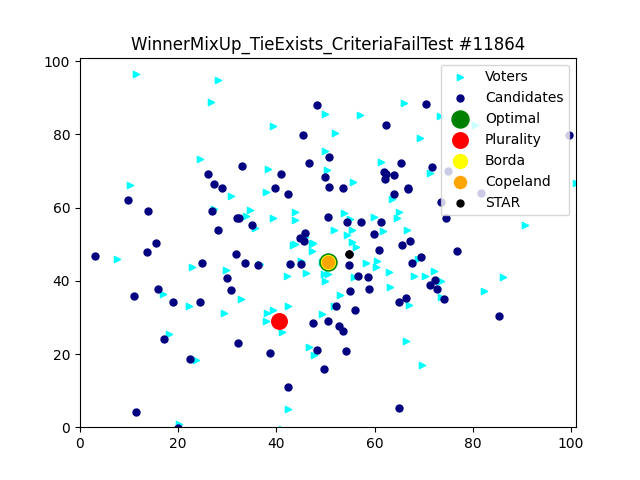 WinnerMixUp_TieExists_CriteriaFailTest #11864
100
80
60
40
20
0
0
20
40
60
80
100
Voters
Candidates
Optimal
Plurality
Borda
Copeland
STAR